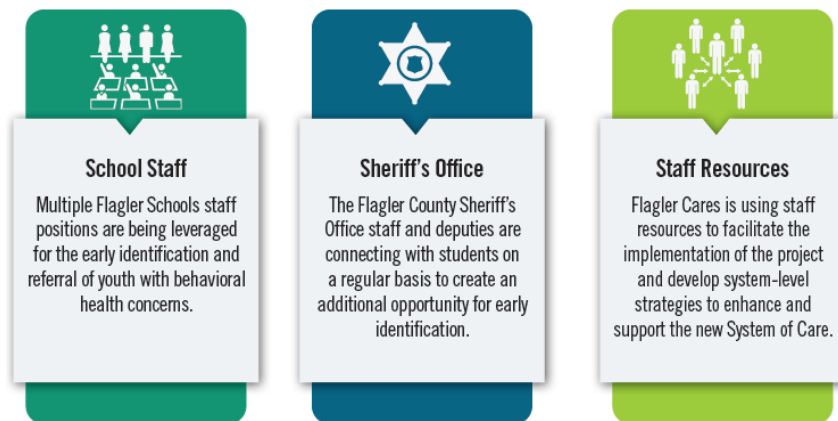 School Staff
Multiple Flagler Schools staff
positions are being leveraged
for the early identification and
referral of youth with behavioral
health concerns.
Sheriff's Office
The Flagler County Sheriff's
Office staff and deputies are
connecting with students on
a regular basis to create an
additional opportunity for early
identification.
Staff Resources
Flagler Cares is using staff
resources to facilitate the
implementation of the project
and develop system-level
strategies to enhance and
support the new System of Care.